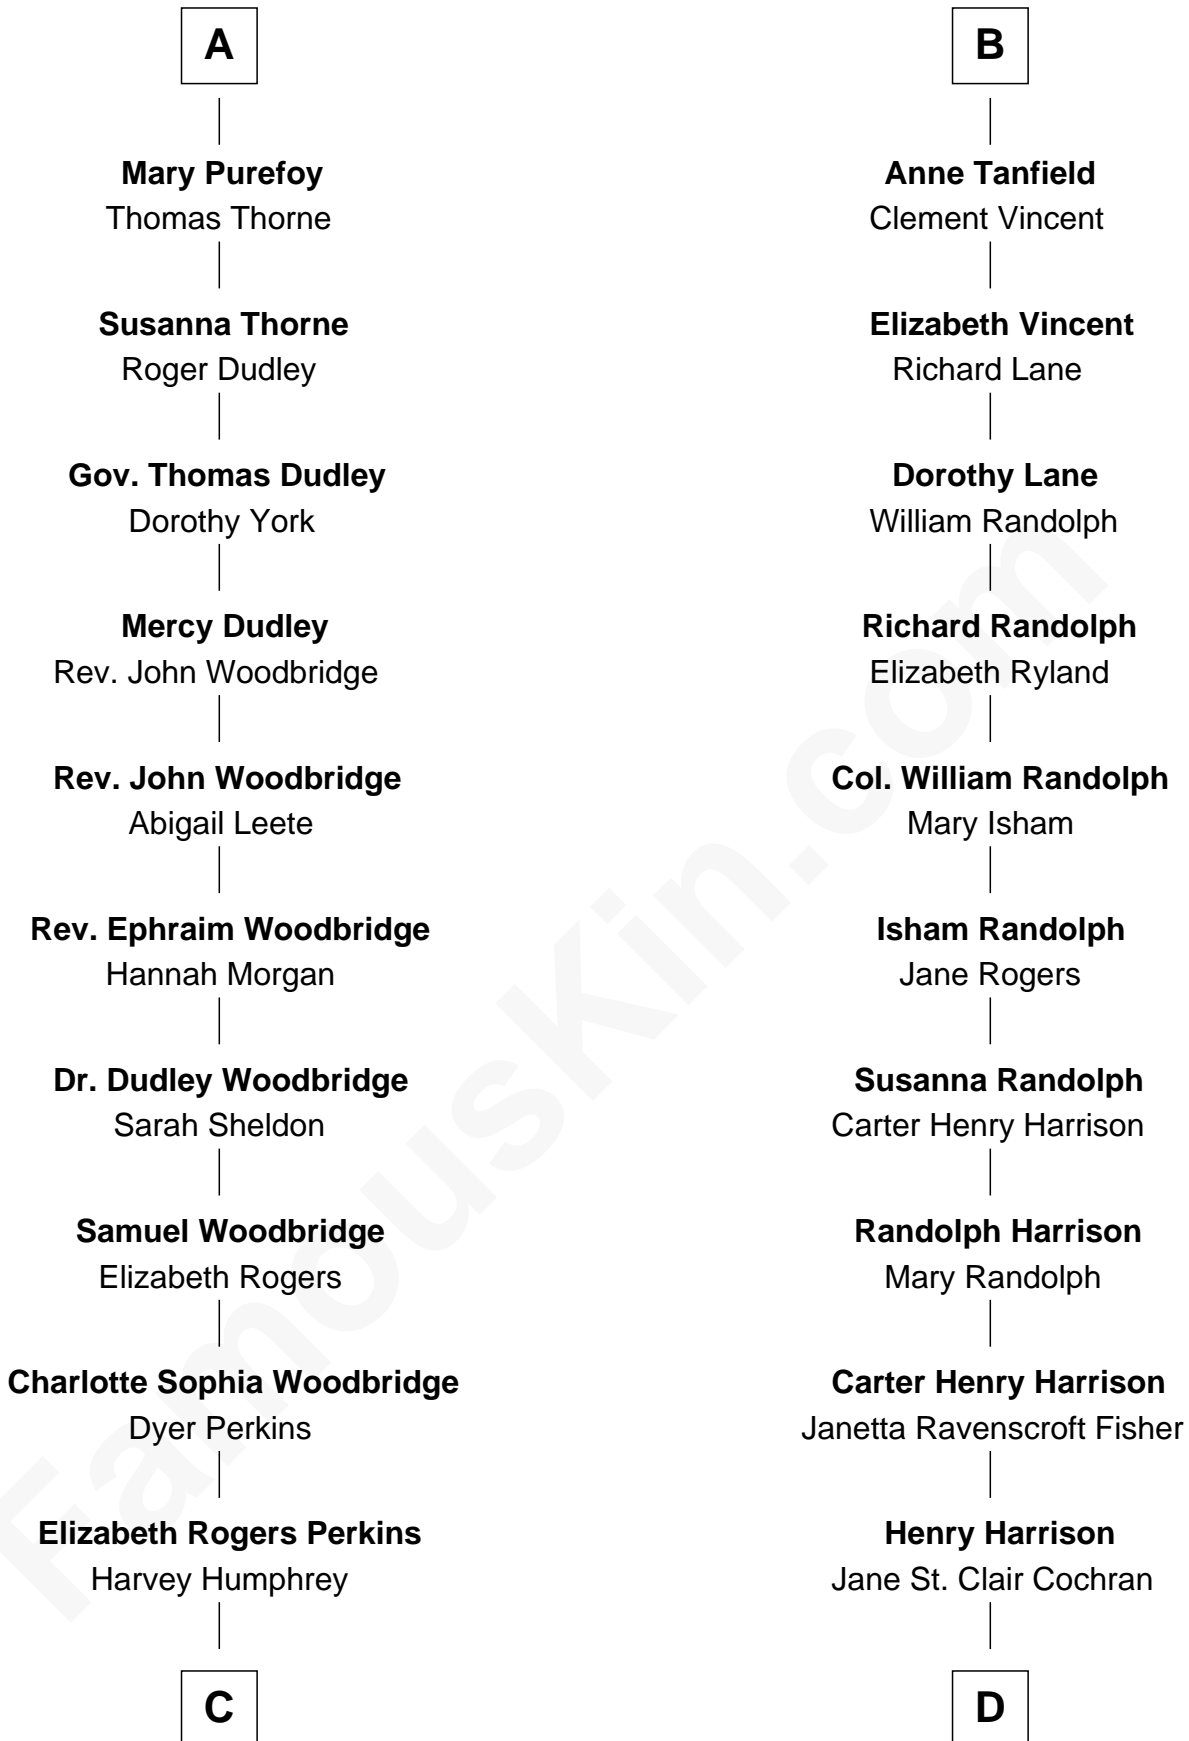 A
Mary Purefoy
Thomas Thorne
Susanna Thorne
Roger Dudley
Gov. Thomas Dudley
Dorothy York
Mercy Dudley
Rev. John Woodbridge
Rev. John Woodbridge
Abigail Leete
Rev. Ephraim Woodbridge
Hannah Morgan
Dr. Dudley Woodbridge
Sarah Sheldon
Samuel Woodbridge
Elizabeth Rogers
Charlotte Sophia Woodbridge
Dyer Perkins
Elizabeth Rogers Perkins
Harvey Humphrey
C
B
Anne Tanfield
Clement Vincent
Elizabeth Vincent
Richard Lane
Dorothy Lane
William Randolph
Richard Randolph
Elizabeth Ryland
Col. William Randolph
Mary Isham
Isham Randolph
Jane Rogers
Susanna Randolph
Carter Henry Harrison
Randolph Harrison
Mary Randolph
Carter Henry Harrison
Janetta Ravenscroft Fisher
Henry Harrison
Jane St. Clair Cochran
D
FamousKin.com